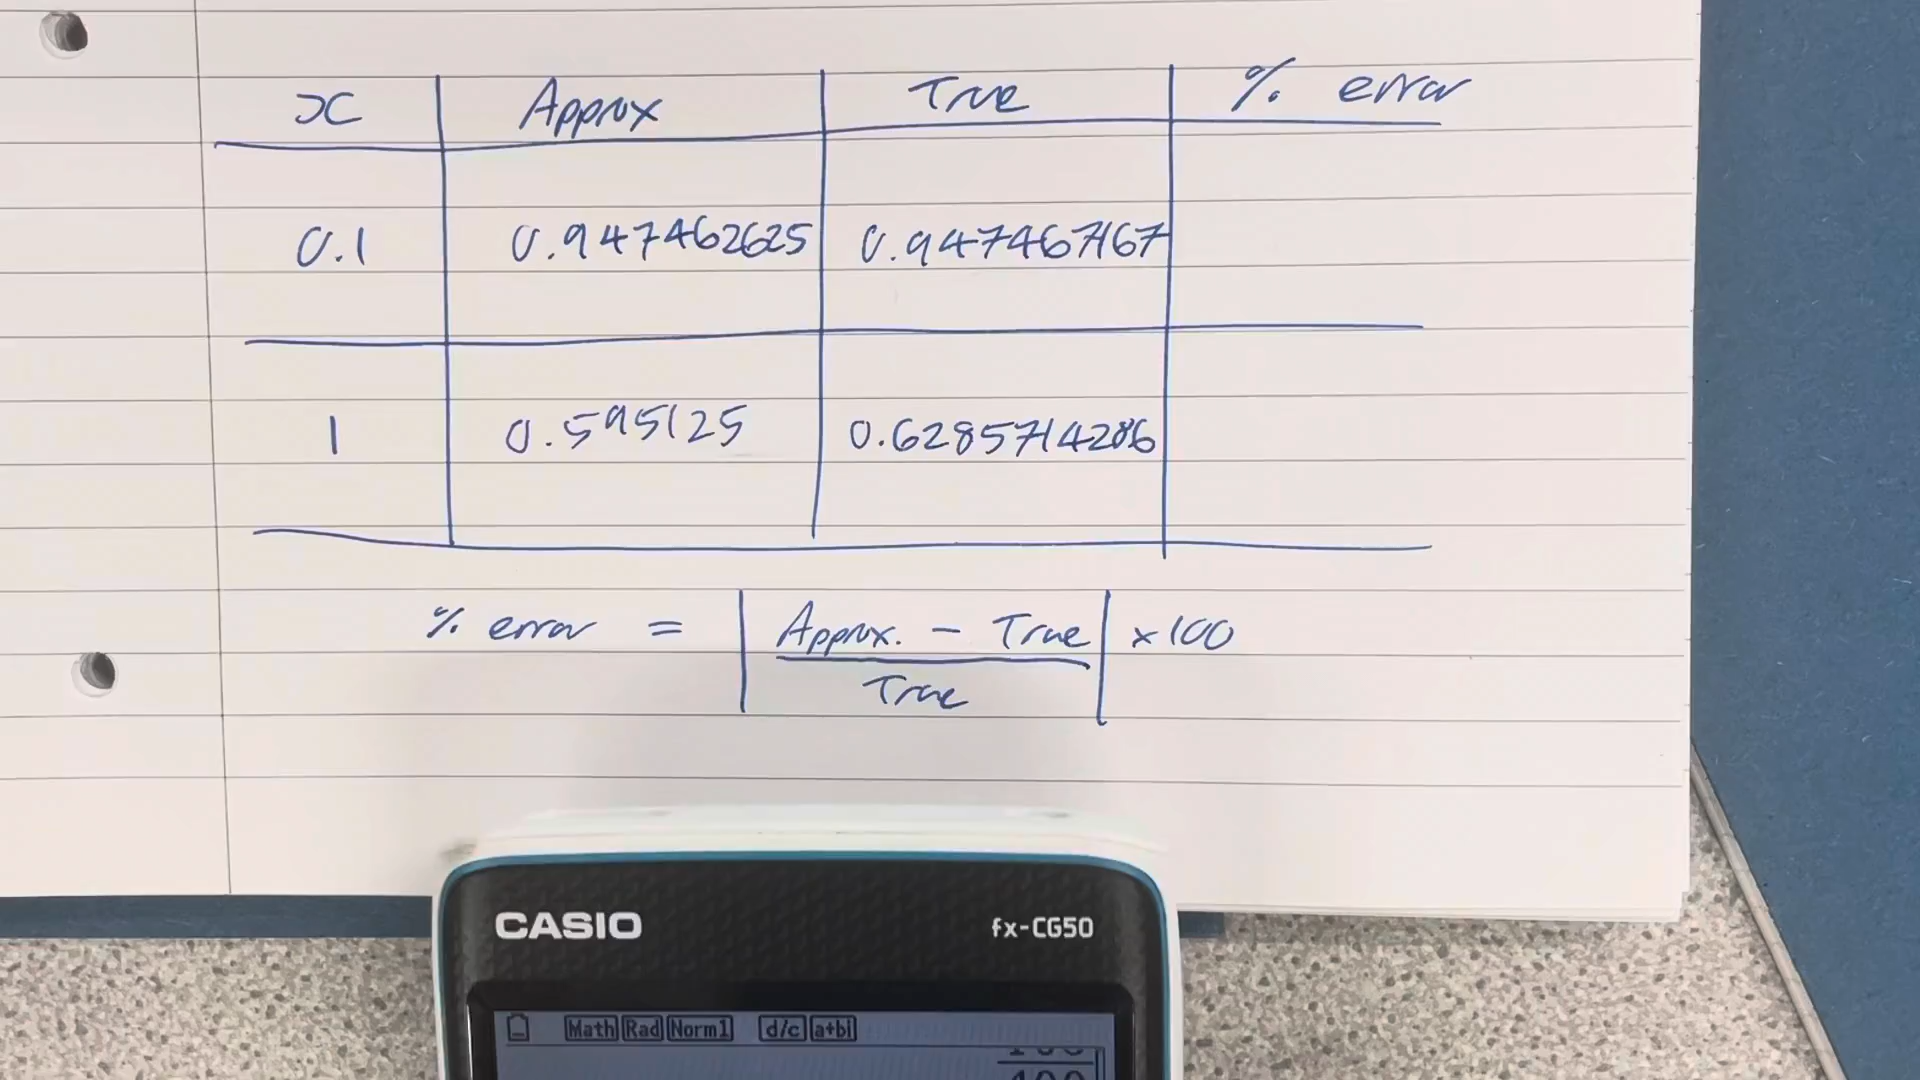 x Approx True % error
0.1 0.947462625 0.947467167
1 0.595125 0.6285714286
% error = | Approx. - True | × 100
True
CASIO fx-CG50
Math Rad Norm1 d/c a+bi